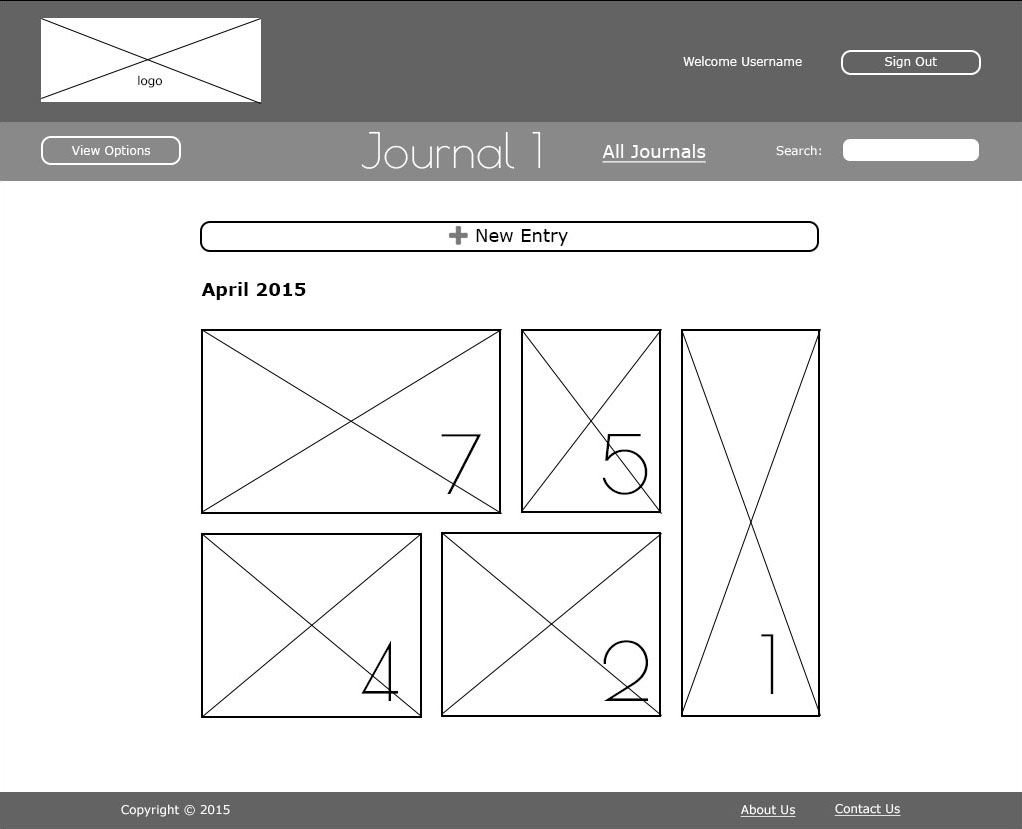 logo
Welcome Username
Sign Out
View Options
Journal 1
All Journals
Search:
New Entry
April 2015
7
5
4
2
1
Copyright © 2015
About Us
Contact Us